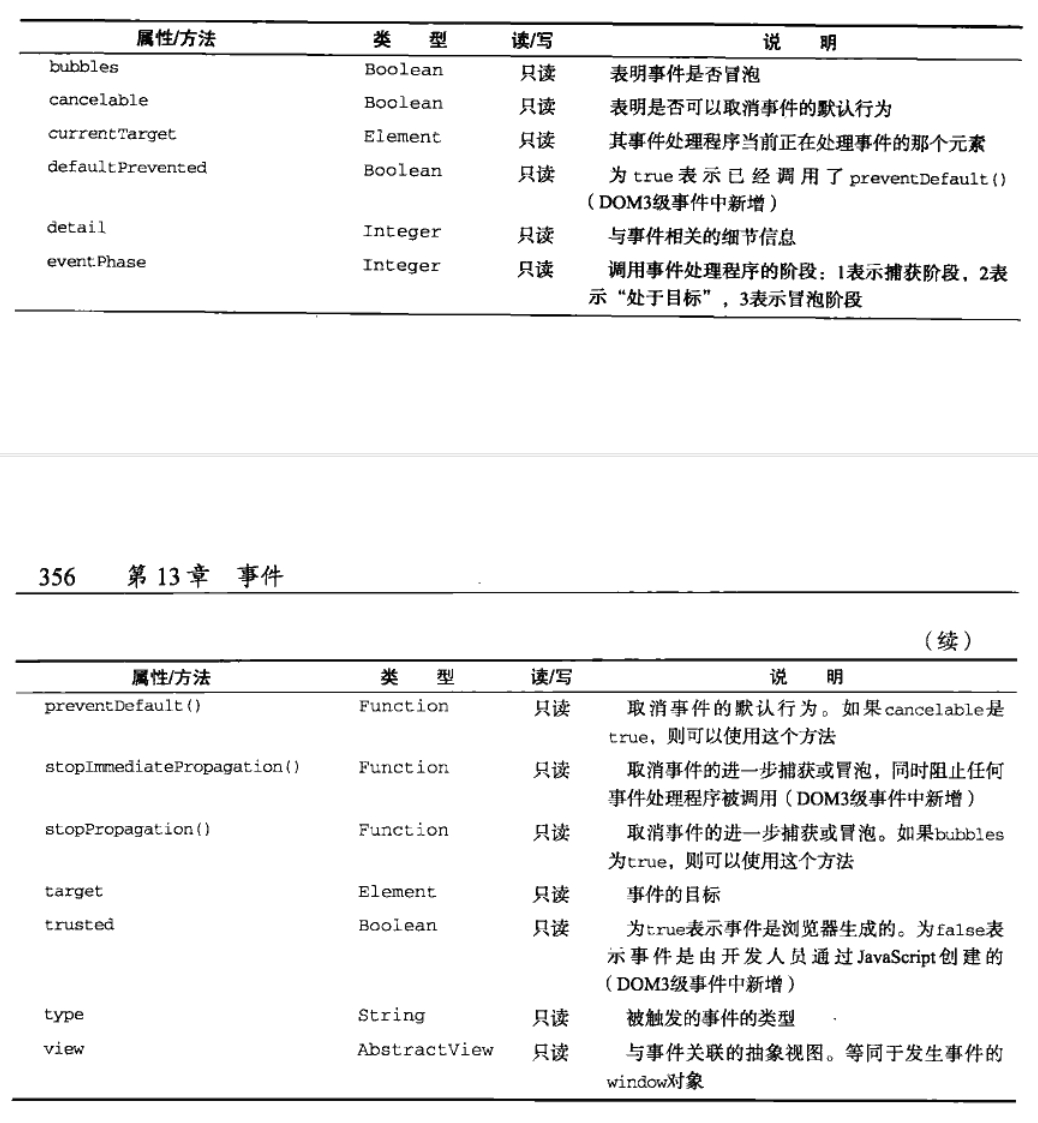 属性/方法 类 型 读/写 说 明
bubbles Boolean 只读 表明事件是否冒泡
cancelable Boolean 只读 表明是否可以取消事件的默认行为
currentTarget Element 只读 其事件处理程序当前正在处理事件的那个元素
defaultPrevented Boolean 只读 为true表示已经调用了preventDefault()
（DOM3级事件中新增）
detail Integer 只读 与事件相关的细节信息
eventPhase Integer 只读 调用事件处理程序的阶段：1表示捕获阶段，2表
示“处于目标”，3表示冒泡阶段
356 第13章 事件
（续）
属性/方法 类 型 读/写 说 明
preventDefault() Function 只读 取消事件的默认行为。如果cancelable是
true，则可以使用这个方法
stopImmediatePropagation() Function 只读 取消事件的进一步捕获或冒泡，同时阻止任何
事件处理程序被调用（DOM3级事件中新增）
stopPropagation() Function 只读 取消事件的进一步捕获或冒泡。如果bubbles
为true，则可以使用这个方法
target Element 只读 事件的目标
trusted Boolean 只读 为true表示事件是浏览器生成的。为false表
示事件是由开发人员通过JavaScript创建的
（DOM3级事件中新增）
type String 只读 被触发的事件的类型
view AbstractView 只读 与事件关联的抽象视图。等同于发生事件的
window对象